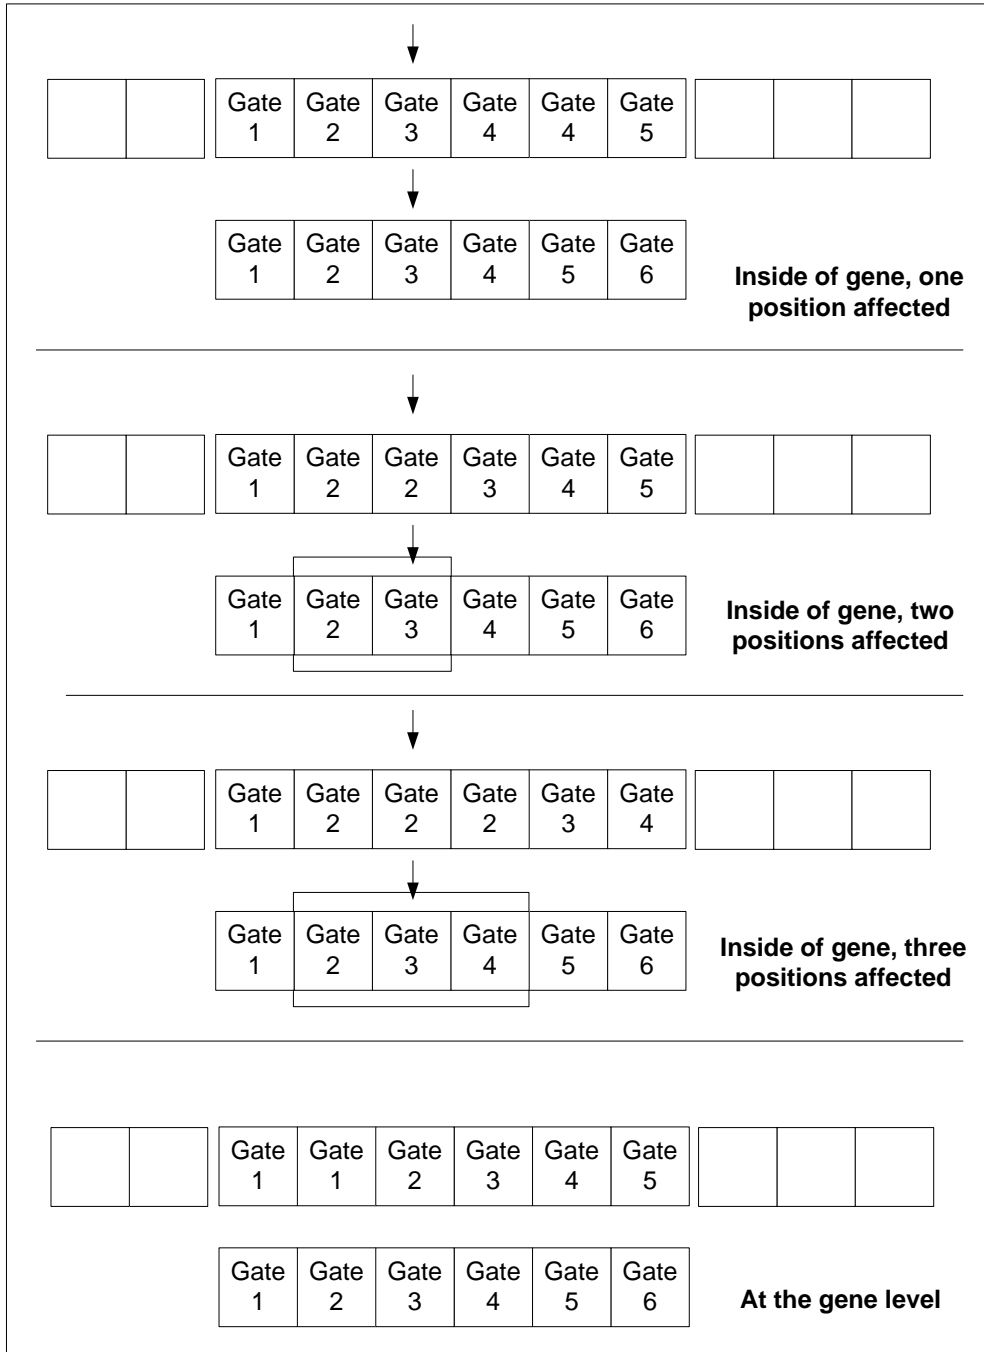 Gate Gate Gate Gate Gate Gate
1 2 3 4 4 5
Gate Gate Gate Gate Gate Gate
1 2 3 4 5 6
Inside of gene, one
position affected
Gate Gate Gate Gate Gate Gate
1 2 2 3 4 5
Gate Gate Gate Gate Gate Gate
1 2 3 4 5 6
Inside of gene, two
positions affected
Gate Gate Gate Gate Gate Gate
1 2 2 2 3 4
Gate Gate Gate Gate Gate Gate
1 2 3 4 5 6
Inside of gene, three
positions affected
Gate Gate Gate Gate Gate Gate
1 1 2 3 4 5
Gate Gate Gate Gate Gate Gate
1 2 3 4 5 6
At the gene level